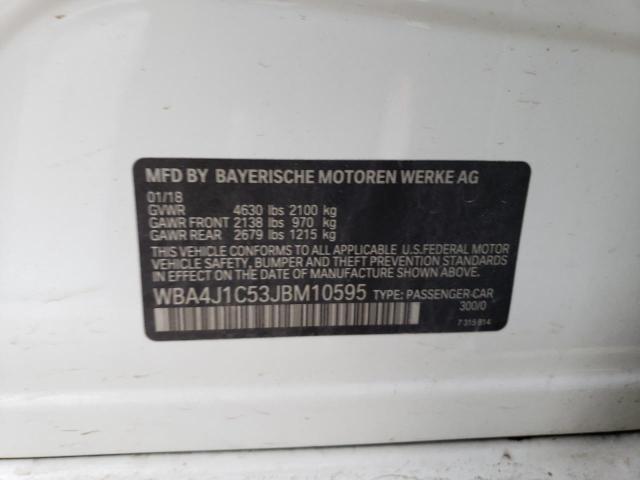 MFD BY BAYERISCHE MOTOREN WERKE AG
01/18
GVWR 4630 lbs 2100 kg
GAWR FRONT 2138 lbs 970 kg
GAWR REAR 2679 lbs 1215 kg
THIS VEHICLE CONFORMS TO ALL APPLICABLE U.S. FEDERAL MOTOR
VEHICLE SAFETY, BUMPER AND THEFT PREVENTION STANDARDS
IN EFFECT ON THE DATE OF MANUFACTURE SHOWN ABOVE.
WBA4J1C53JBM10595 TYPE: PASSENGER-CAR
300/0
7 315 814